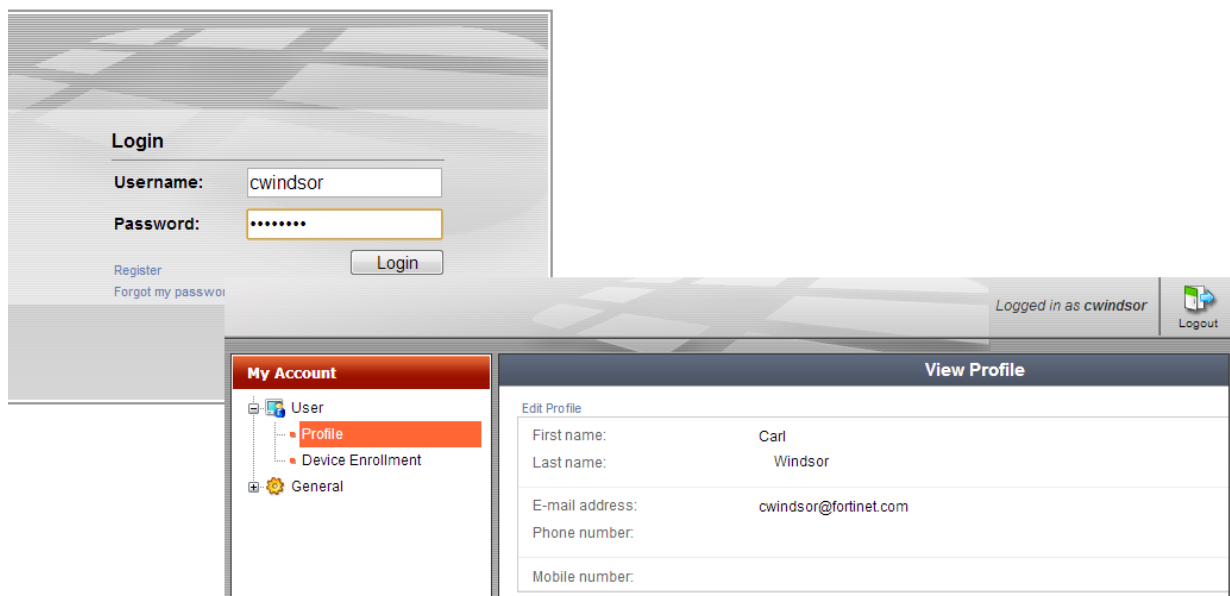 Login
Username: cwindsor
Password: ••••••••
Register Login
Forgot my passwo
Logged in as cwindsor Logout
My Account View Profile
User
Edit Profile
Profile
First name: Carl
Device Enrollment
Last name: Windsor
General
E-mail address: cwindsor@fortinet.com
Phone number:
Mobile number: